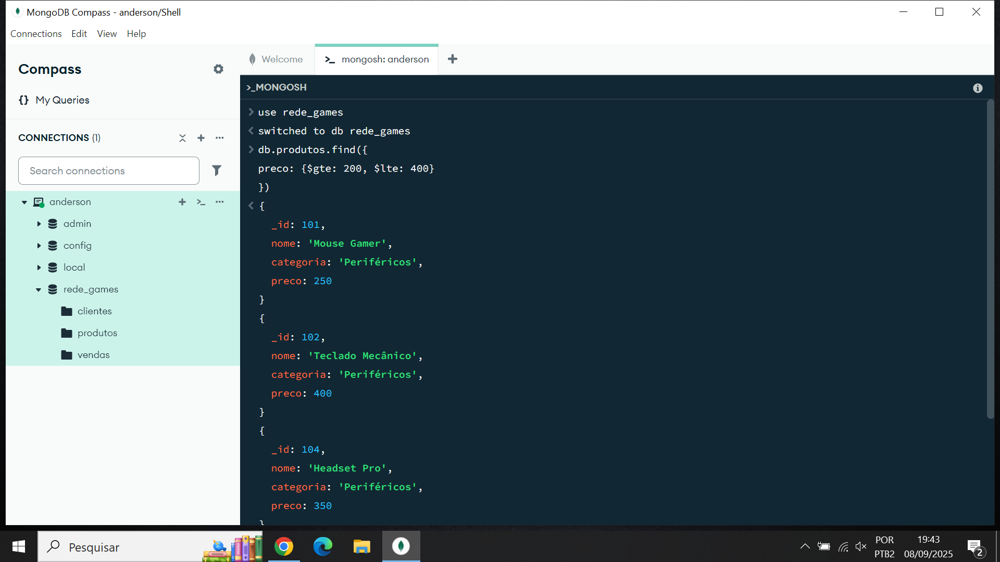 MongoDB Compass - anderson/Shell
Connections Edit View Help
Compass
{} My Queries
CONNECTIONS (1)
Search connections
anderson
admin
config
local
rede_games
clientes
produtos
vendas
Welcome
>_ mongosh: anderson
>_MONGOSH
> use rede_games
< switched to db rede_games
> db.produtos.find({
preco: {$gte: 200, $lte: 400}
})
< {
_id: 101,
nome: 'Mouse Gamer',
categoria: 'Periféricos',
preco: 250
}
{
_id: 102,
nome: 'Teclado Mecânico',
categoria: 'Periféricos',
preco: 400
}
{
_id: 104,
nome: 'Headset Pro',
categoria: 'Periféricos',
preco: 350
}
Pesquisar
POR
PTB2
19:43
08/09/2025
2